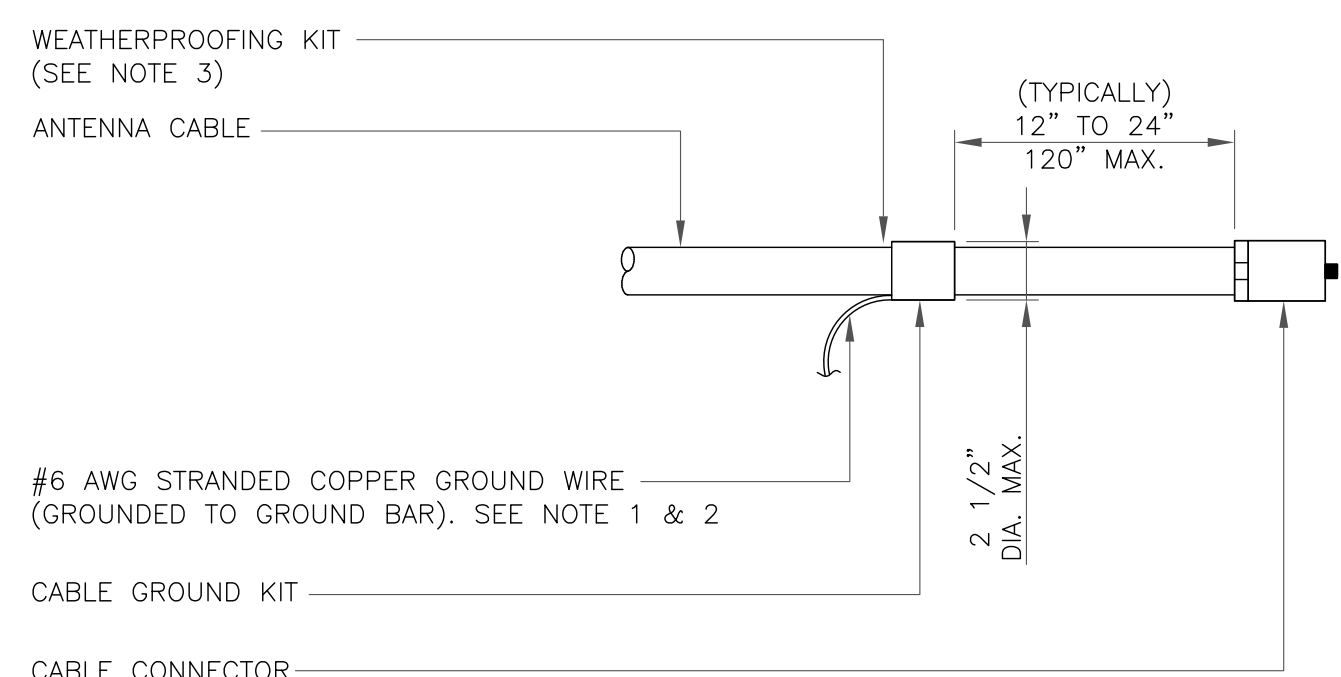 WEATHERPROOFING KIT
(SEE NOTE 3)
ANTENNA CABLE
(TYPICALLY)
12” TO 24”
120” MAX.
2 1/2”
DIA. MAX.
#6 AWG STRANDED COPPER GROUND WIRE
(GROUNDED TO GROUND BAR). SEE NOTE 1 & 2
CABLE GROUND KIT
CABLE CONNECTOR